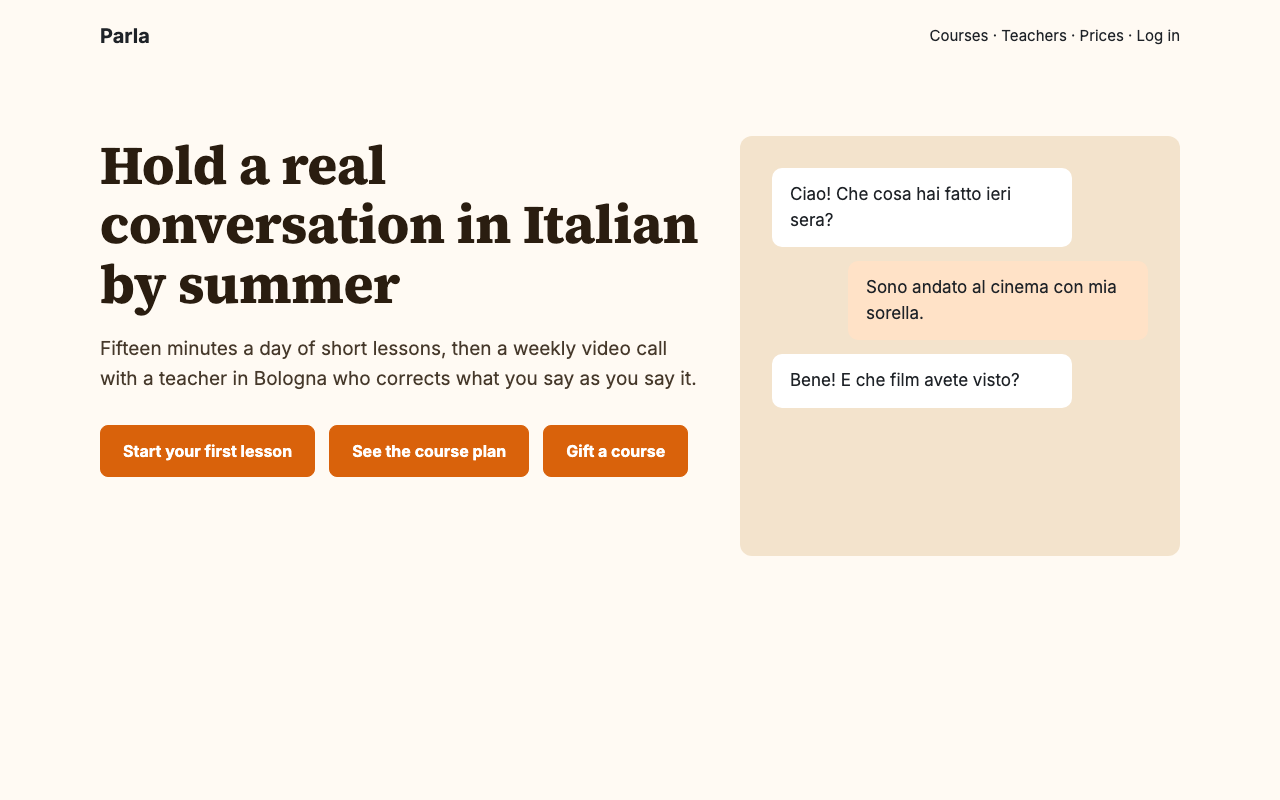 Parla
Courses · Teachers · Prices · Log in
Hold a real
conversation in Italian
by summer
Fifteen minutes a day of short lessons, then a weekly video call
with a teacher in Bologna who corrects what you say as you say it.
Start your first lesson
See the course plan
Gift a course
Ciao! Che cosa hai fatto ieri
sera?
Sono andato al cinema con mia
sorella.
Bene! E che film avete visto?